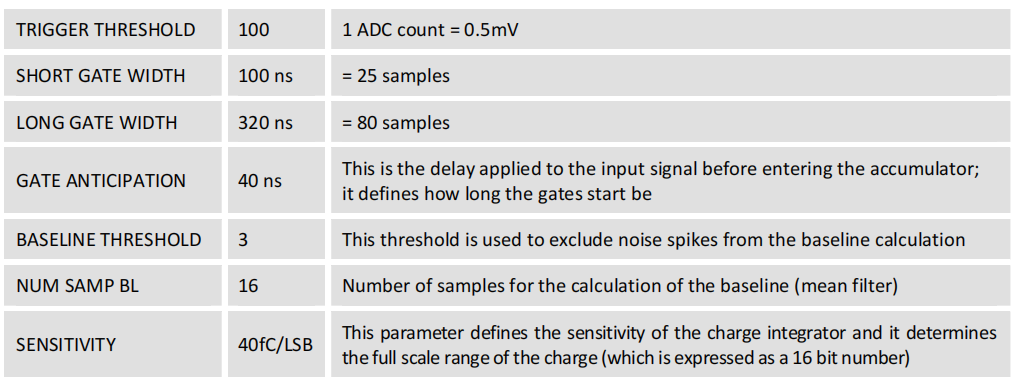 TRIGGER THRESHOLD 100 1 ADC count = 0.5mV
SHORT GATE WIDTH 100 ns = 25 samples
LONG GATE WIDTH 320 ns = 80 samples
GATE ANTICIPATION 40 ns This is the delay applied to the input signal before entering the accumulator;
it defines how long the gates start be
BASELINE THRESHOLD 3 This threshold is used to exclude noise spikes from the baseline calculation
NUM SAMP BL 16 Number of samples for the calculation of the baseline (mean filter)
SENSITIVITY 40fC/LSB This parameter defines the sensitivity of the charge integrator and it determines
the full scale range of the charge (which is expressed as a 16 bit number)